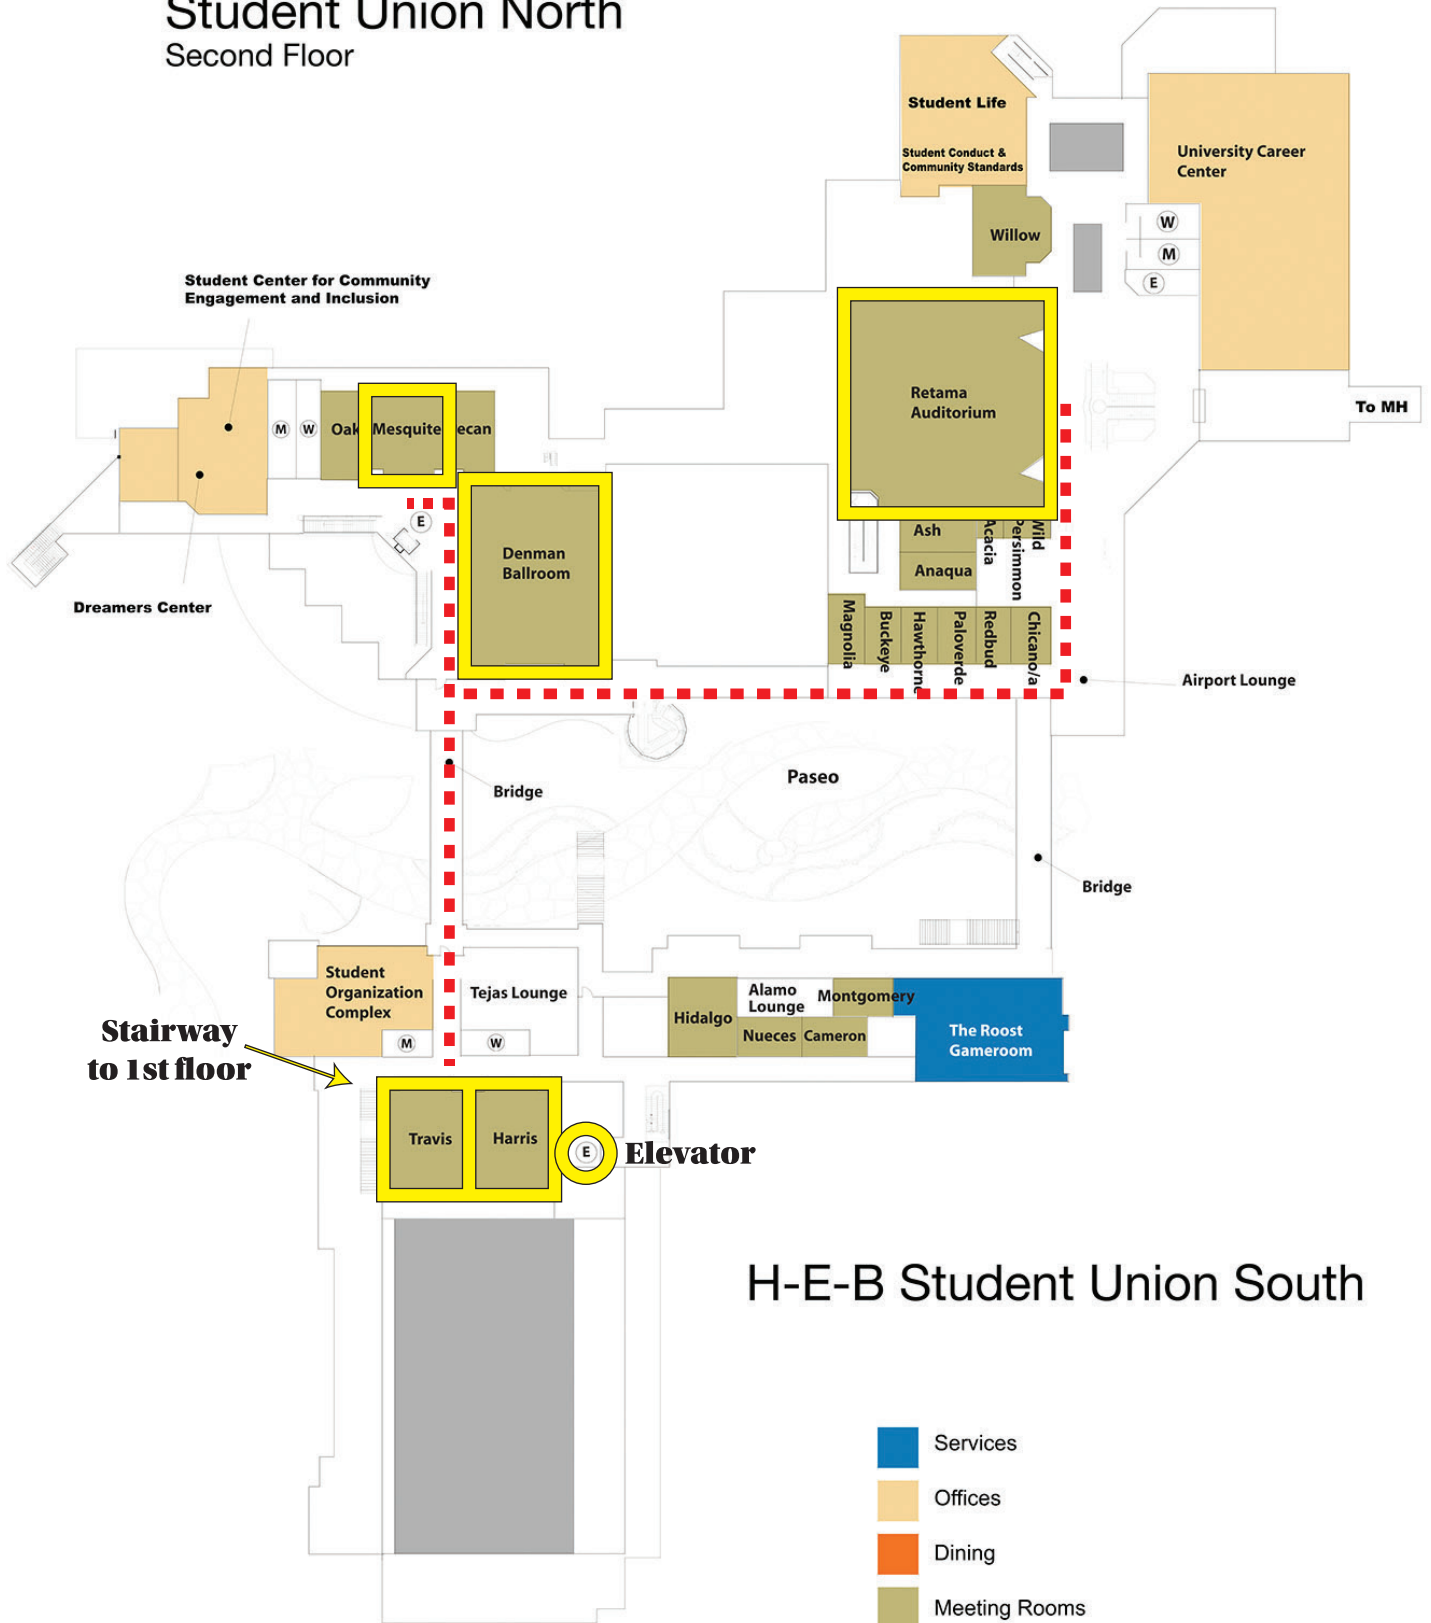 Student Union North
Second Floor
Student Life
Student Conduct &
Community Standards
University Career
Center
Willow
W
M
E
Student Center for Community
Engagement and Inclusion
Retama
Auditorium
To MH
M
W
Oak
Mesquite
ecan
E
Denman
Ballroom
Ash
Acacia
Persimmon
Wild
Anaqua
Dreamers Center
Magnolia
Buckeye
Hawthorne
Paloverde
Redbud
Chicano/a
Airport Lounge
Paseo
Bridge
Bridge
Student
Organization
Complex
Tejas Lounge
Alamo
Lounge
Montgomery
Hidalgo
Nueces
Cameron
The Roost
Gameroom
M
W
Stairway
to 1st floor
Travis
Harris
E
Elevator
H-E-B Student Union South
Services
Offices
Dining
Meeting Rooms